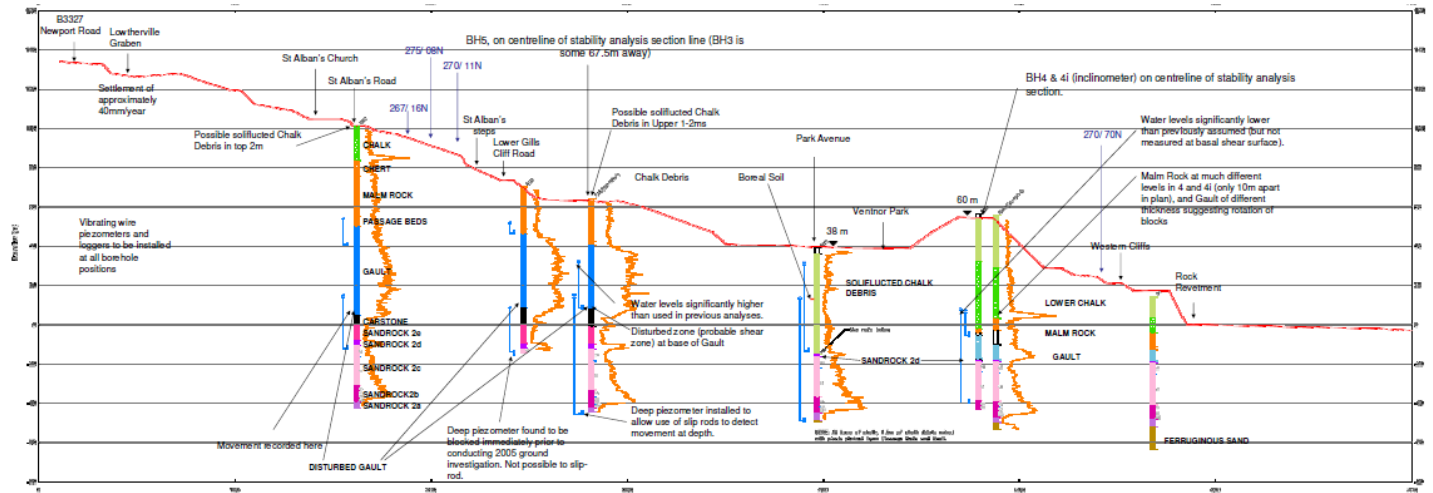 B3327
Newport Road
Lowtherville
Graben
Settlement of
approximately
40mm/year
St Alban's Church
St Alban's Road
Possible soliflucted Chalk
Debris in top 2m
275/ 08N
270/ 11N
267/ 16N
St Alban's
steps
Lower Gills
Cliff Road
BH5, on centreline of stability analysis section line (BH3 is
some 67.5m away)
Possible soliflucted Chalk
Debris in Upper 1-2ms
Chalk Debris
Park Avenue
Boreal Soil
38 m
Ventnor Park
60 m
BH4 & 4i (inclinometer) on centreline of stability analysis
section.
Water levels significantly lower
than previously assumed (but not
measured at basal shear surface).
270/ 70N
Malm Rock at much different
levels in 4 and 4i (only 10m apart
in plan), and Gault of different
thickness suggesting rotation of
blocks
Western Cliffs
Rock
Revetment
Vibrating wire
piezometers and
loggers to be installed
at all borehole
positions
CHALK
CHERT
MALM ROCK
PASSAGE BEDS
GAULT
CARSTONE
SANDROCK 2e
SANDROCK 2d
SANDROCK 2c
SANDROCK2b
SANDROCK 2a
Movement recorded here
DISTURBED GAULT
Deep piezometer found to be
blocked immediately prior to
conducting 2005 ground
investigation. Not possible to slip-
rod.
Water levels significantly higher
than used in previous analyses.
Disturbed zone (probable shear
zone) at base of Gault
Deep piezometer installed to
allow use of slip rods to detect
movement at depth.
SOLIFLUCTED CHALK
DEBRIS
SANDROCK 2d
LOWER CHALK
MALM ROCK
GAULT
FERRUGINOUS SAND